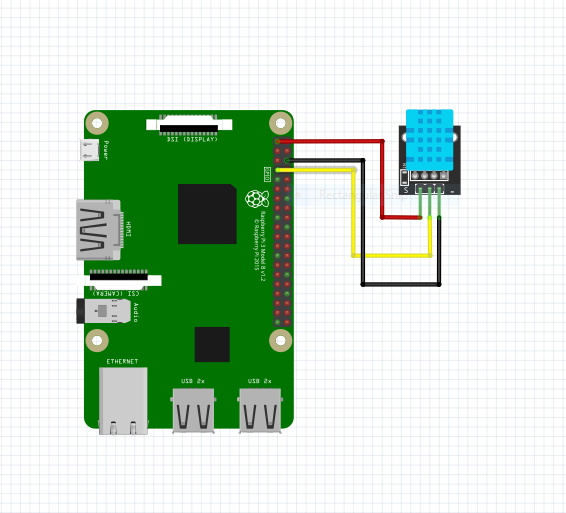 DSI (DISPLAY)
Power
GPIO
S
-
Raspberry Pi 3 Model B v1.2
© Raspberry Pi 2015
HDMI
CSI (CAMERA)
Audio
ETHERNET
USB 2x
USB 2x